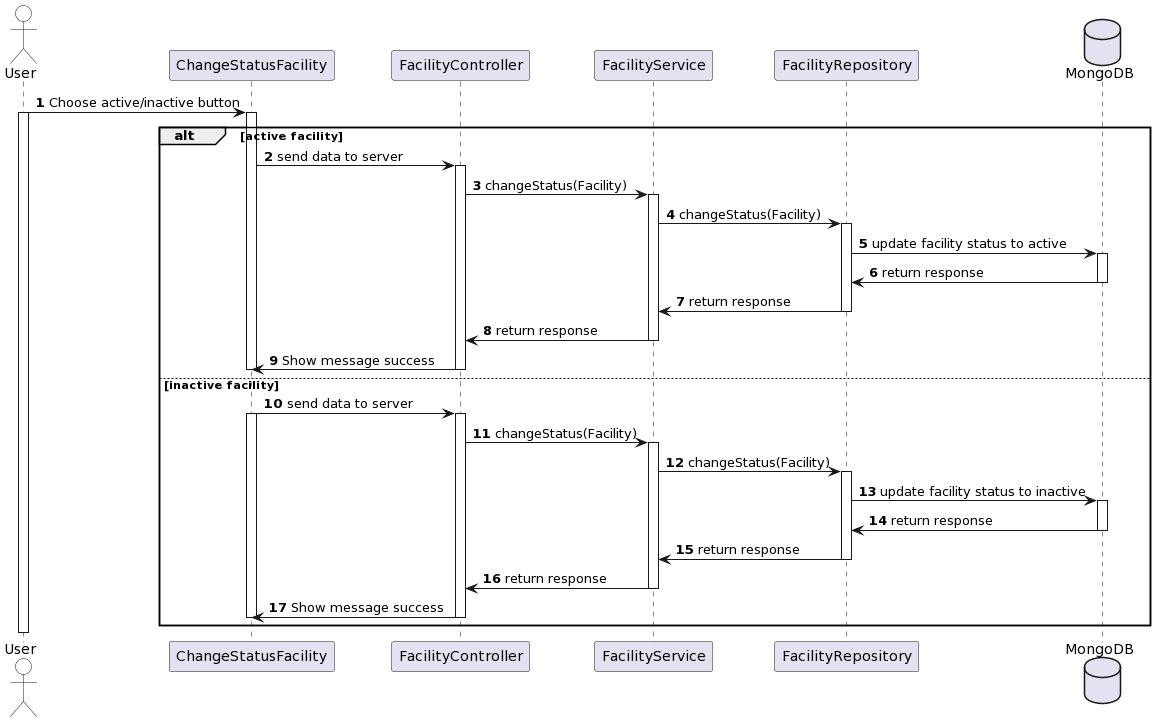 User
ChangeStatusFacility
FacilityController
FacilityService
FacilityRepository
MongoDB
1 Choose active/inactive button
alt [active facility]
2 send data to server
3 changeStatus(Facility)
4 changeStatus(Facility)
5 update facility status to active
6 return response
7 return response
8 return response
9 Show message success
[inactive facility]
10 send data to server
11 changeStatus(Facility)
12 changeStatus(Facility)
13 update facility status to inactive
14 return response
15 return response
16 return response
17 Show message success
User
ChangeStatusFacility
FacilityController
FacilityService
FacilityRepository
MongoDB